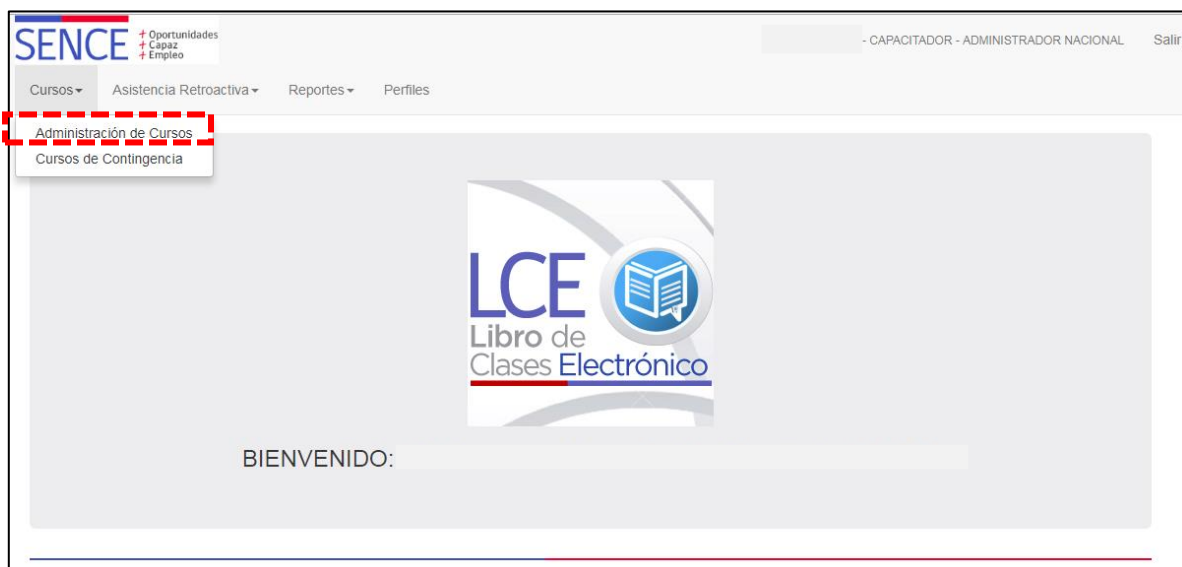 SENCE + Oportunidades
+ Capaz
+ Empleo
- CAPACITADOR - ADMINISTRADOR NACIONAL Salir
Cursos Asistencia Retroactiva Reportes Perfiles
Administración de Cursos
Cursos de Contingencia
LCE
Libro de
Clases Electrónico
BIENVENIDO: